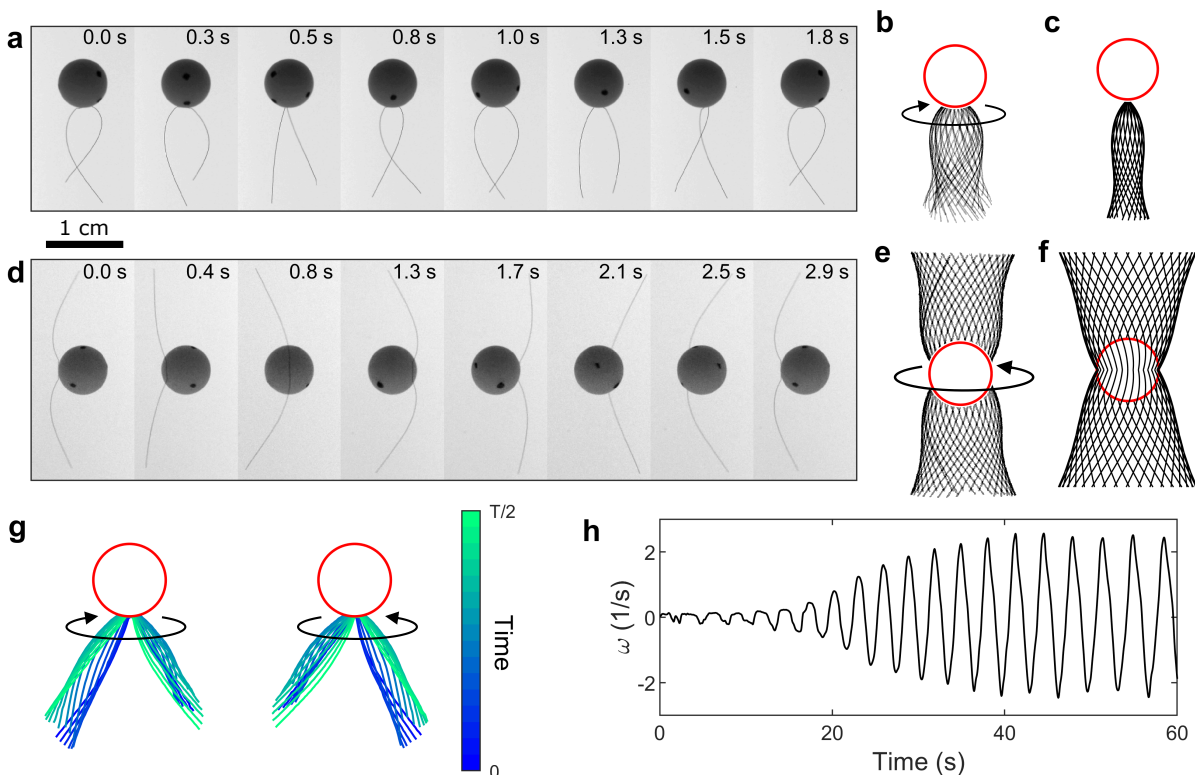 a 0.0 s 0.3 s 0.5 s 0.8 s 1.0 s 1.3 s 1.5 s 1.8 s
b
c
1 cm
d 0.0 s 0.4 s 0.8 s 1.3 s 1.7 s 2.1 s 2.5 s 2.9 s
e
f
g
T/2
Time
0
h
2
0
-2
ω (1/s)
0 20 40 60
Time (s)